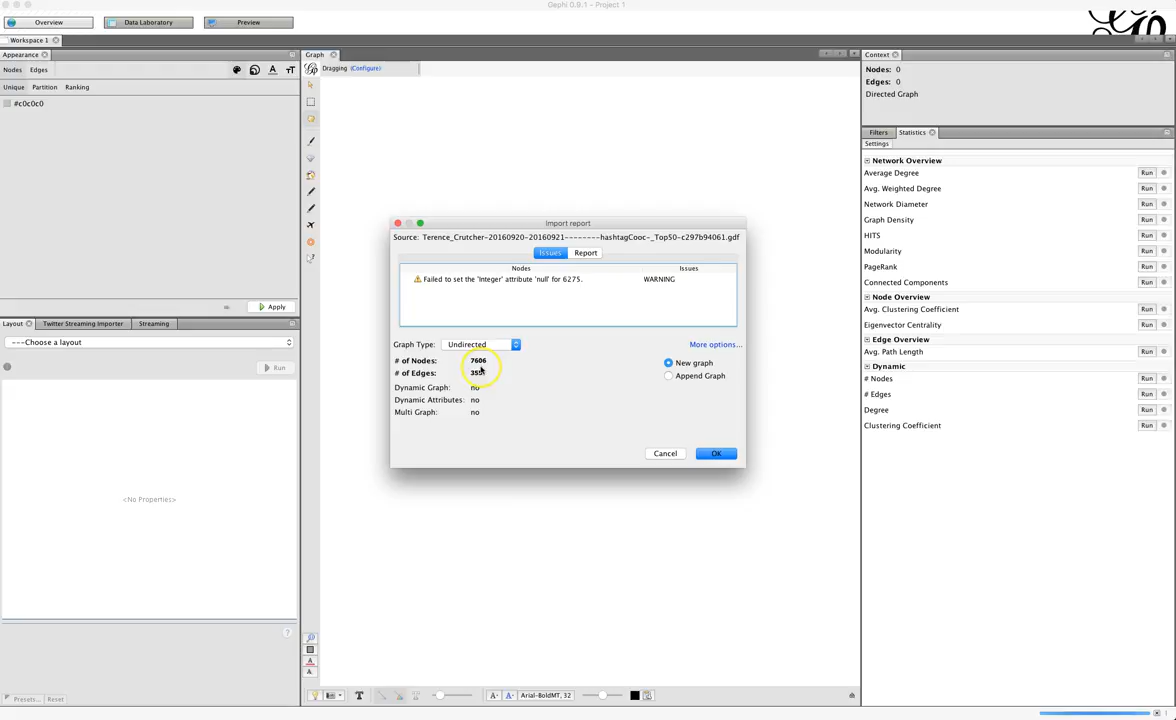 Gephi 0.9.1 - Project 1
Overview
Data Laboratory
Preview
Workspace 1
Appearance
Nodes Edges
Unique Partition Ranking
#c0c0c0
Apply
Layout Twitter Streaming Importer Streaming
---Choose a layout
Run
<No Properties>
Presets... Reset
Graph
Dragging (Configure)
Import report
Source: Terence_Crutcher-20160920-20160921--------hashtagCooc-_Top50-c297b94061.gdf
Issues Report
Nodes Issues
Failed to set the 'Integer' attribute 'null' for 6275. WARNING
Graph Type: Undirected More options...
# of Nodes: 7606
# of Edges:
Dynamic Graph: no
Dynamic Attributes: no
Multi Graph: no
New graph
Append Graph
Cancel OK
Arial-BoldMT, 32
Context
Nodes: 0
Edges: 0
Directed Graph
Filters Statistics
Settings
Network Overview
Average Degree Run
Avg. Weighted Degree Run
Network Diameter Run
Graph Density Run
HITS Run
Modularity Run
PageRank Run
Connected Components Run
Node Overview
Avg. Clustering Coefficient Run
Eigenvector Centrality Run
Edge Overview
Avg. Path Length Run
Dynamic
# Nodes Run
# Edges Run
Degree Run
Clustering Coefficient Run